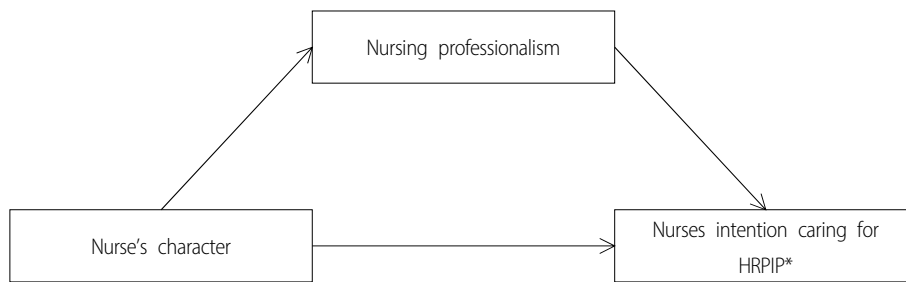 Nursing professionalism
Nurse's character
Nurses intention caring for
HRPIP*